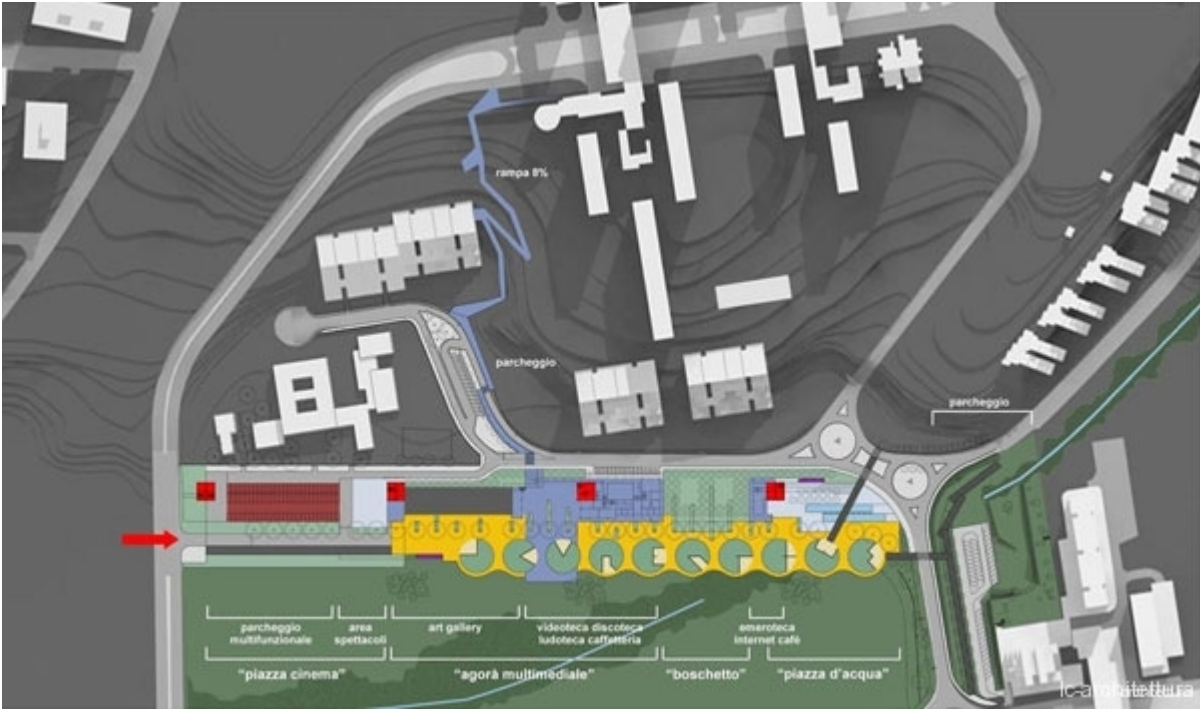 rampa 8%
parcheggio
parcheggio
parcheggio
multifunzionale
area
spettacoli
art gallery
videoteca discoteca
ludoteca caffetteria
emeroteca
internet cafè
"piazza cinema"
"agorà multimediale"
"boschetto"
"piazza d'acqua"
lc-architettura